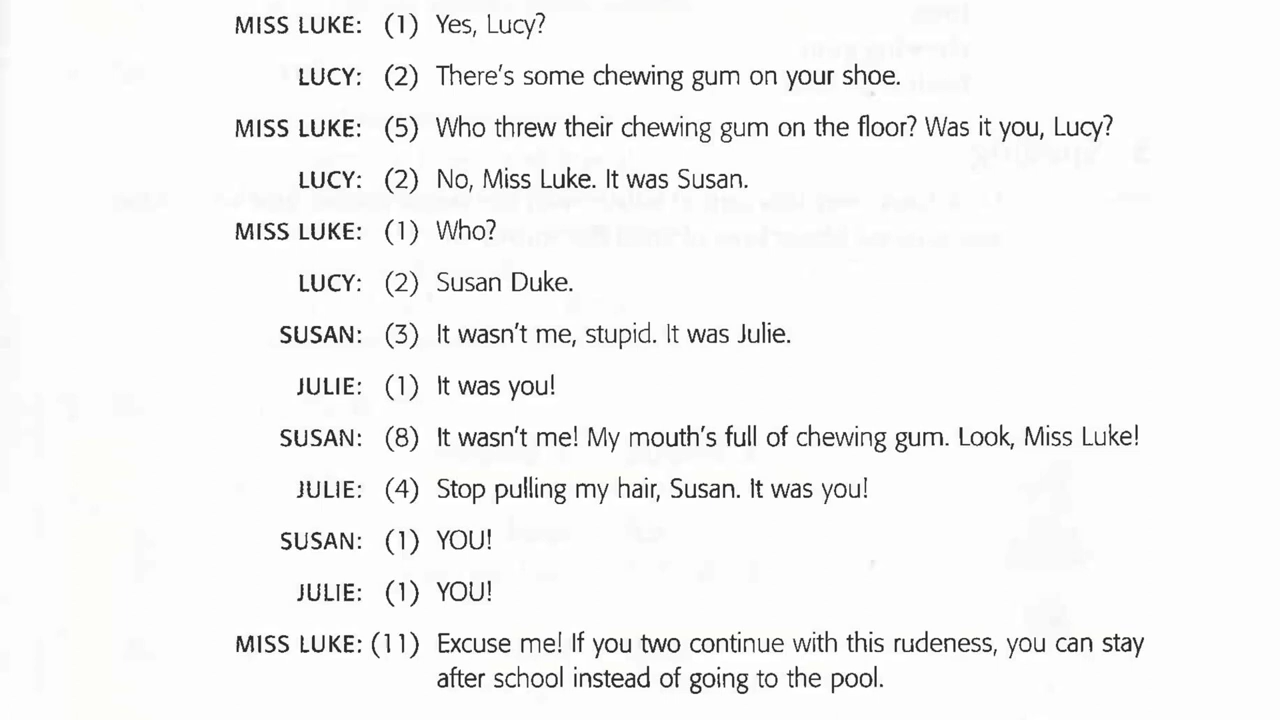 MISS LUKE: (1) Yes, Lucy?
LUCY: (2) There's some chewing gum on your shoe.
MISS LUKE: (5) Who threw their chewing gum on the floor? Was it you, Lucy?
LUCY: (2) No, Miss Luke. It was Susan.
MISS LUKE: (1) Who?
LUCY: (2) Susan Duke.
SUSAN: (3) It wasn't me, stupid. It was Julie.
JULIE: (1) It was you!
SUSAN: (8) It wasn't me! My mouth's full of chewing gum. Look, Miss Luke!
JULIE: (4) Stop pulling my hair, Susan. It was you!
SUSAN: (1) YOU!
JULIE: (1) YOU!
MISS LUKE: (11) Excuse me! If you two continue with this rudeness, you can stay
after school instead of going to the pool.